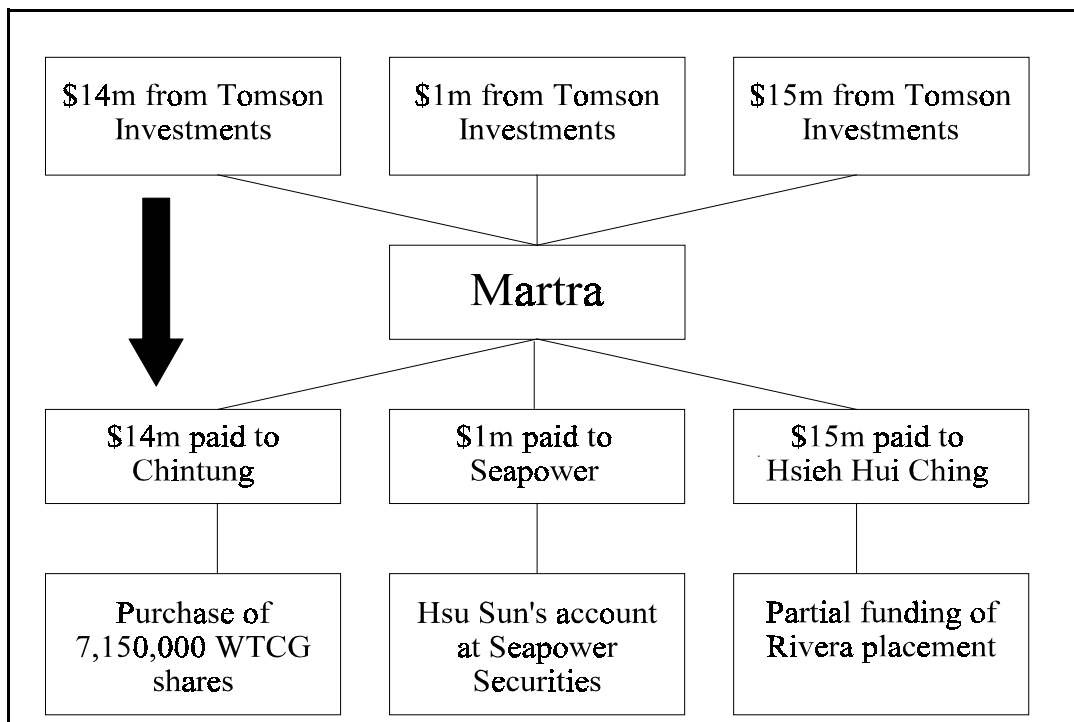 $14m from Tomson
Investments
$1m from Tomson
Investments
$15m from Tomson
Investments
Martra
$14m paid to
Chintung
$1m paid to
Seapower
$15m paid to
Hsieh Hui Ching
Purchase of
7,150,000 WTCG
shares
Hsu Sun's account
at Seapower
Securities
Partial funding of
Rivera placement